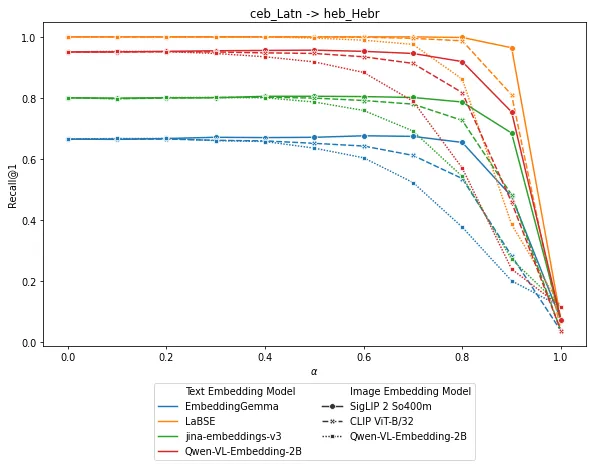 ceb_Latn -> heb_Hebr
1.0
0.8
0.6
0.4
0.2
0.0
Recall@1
0.0 0.2 0.4 0.6 0.8 1.0
α
Text Embedding Model
EmbeddingGemma
LaBSE
jina-embeddings-v3
Qwen-VL-Embedding-2B
Image Embedding Model
SigLIP 2 So400m
CLIP ViT-B/32
Qwen-VL-Embedding-2B